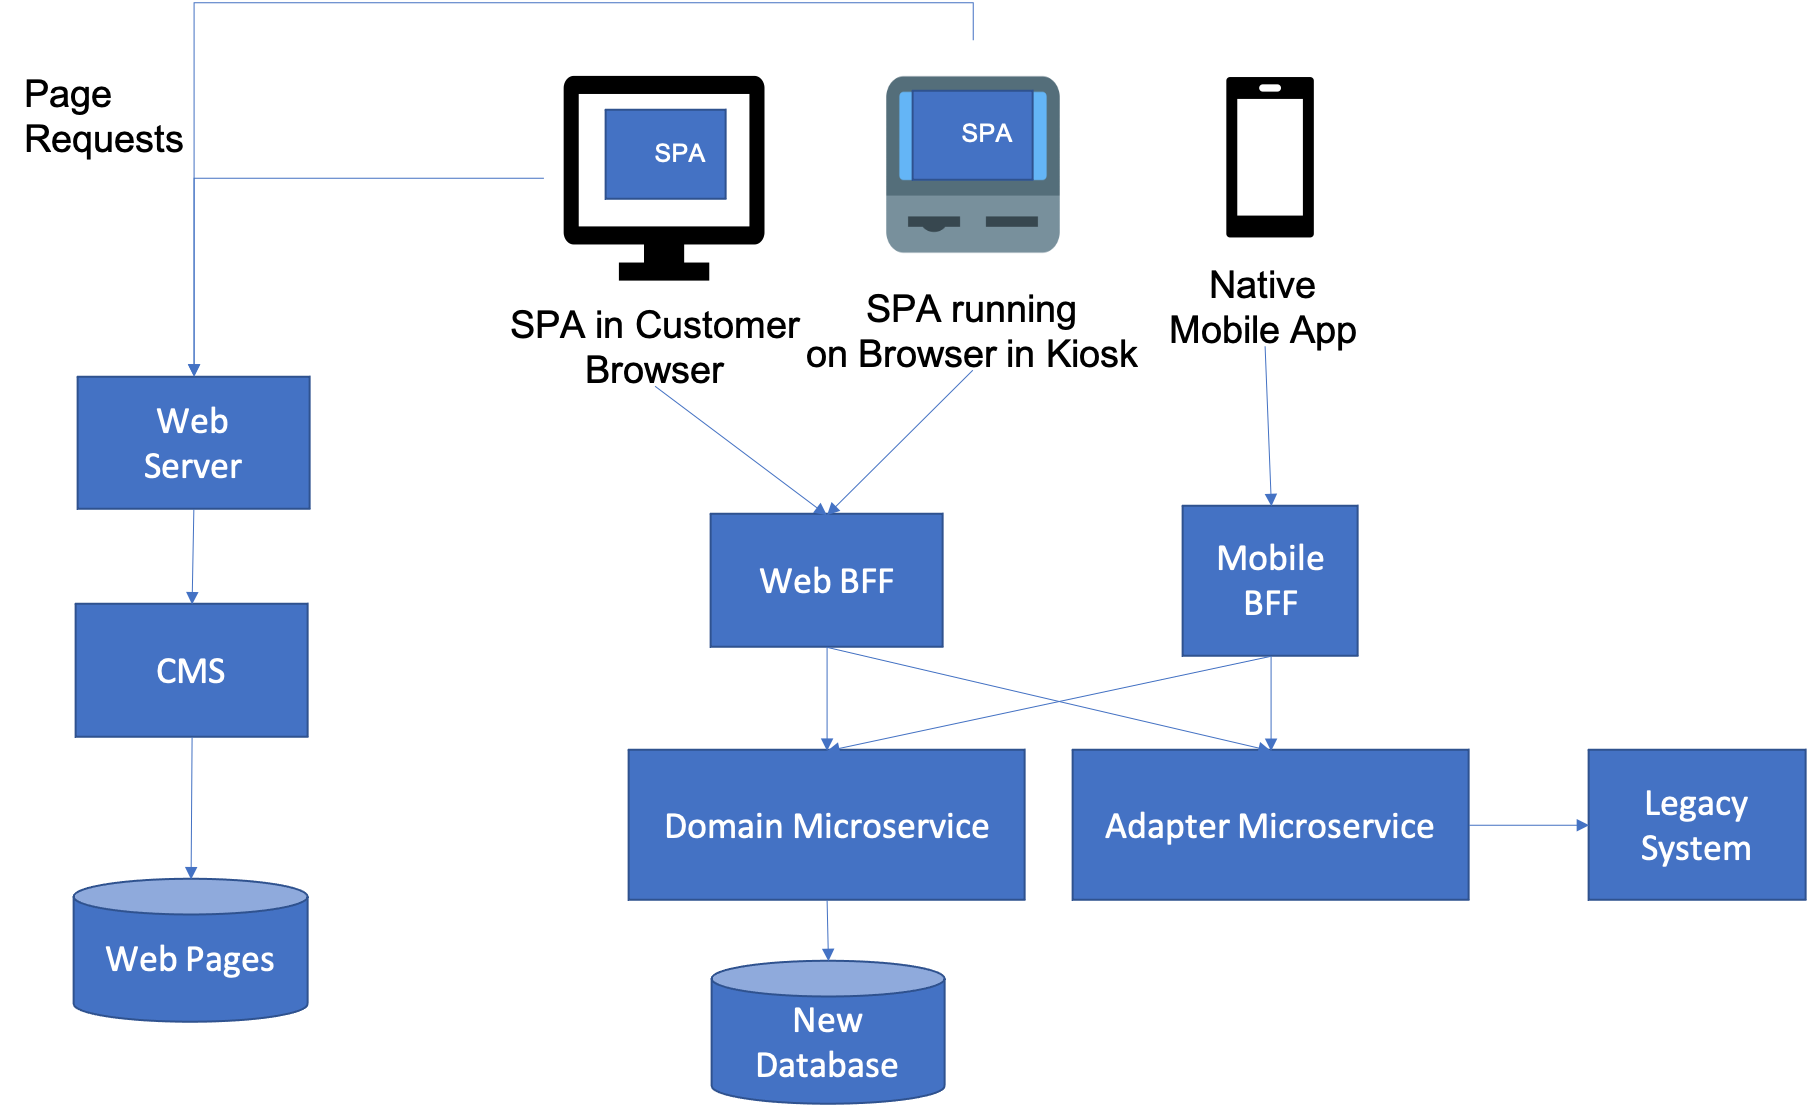 Page
Requests
SPA
SPA
SPA in Customer
Browser
SPA running
on Browser in Kiosk
Native
Mobile App
Web
Server
Web BFF
Mobile
BFF
CMS
Domain Microservice
Adapter Microservice
Legacy
System
Web Pages
New
Database